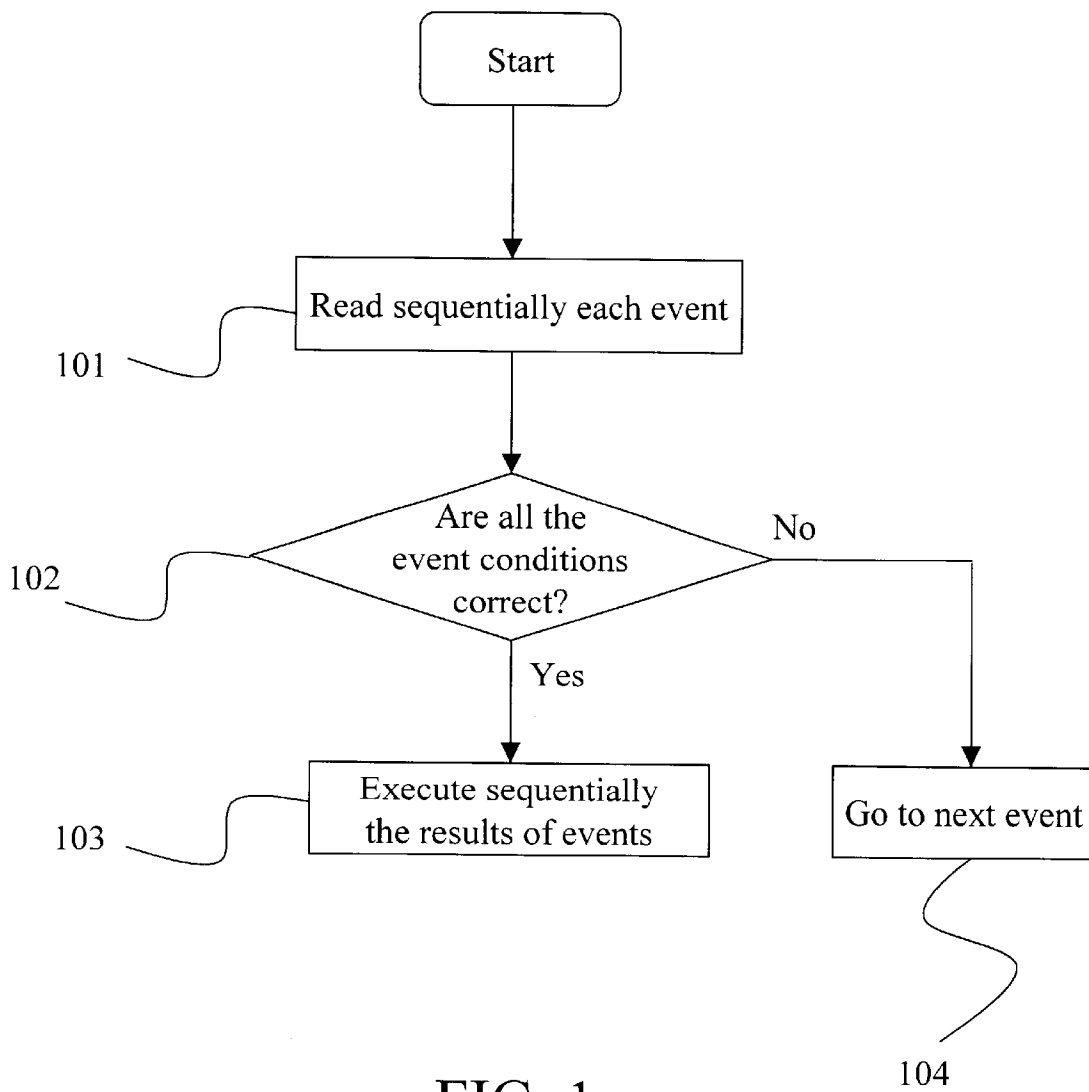 Start
Read sequentially each event
101
Are all the
event conditions
correct?
No
102
Yes
Execute sequentially
the results of events
Go to next event
103
104
FIG. 1